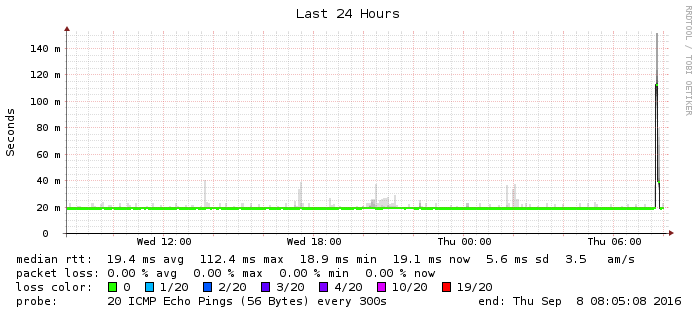 Last 24 Hours
RRDTOOL / TOBI OETIKER
Seconds
140 m
120 m
100 m
80 m
60 m
40 m
20 m
0
Wed 12:00 Wed 18:00 Thu 00:00 Thu 06:00
median rtt: 19.4 ms avg 112.4 ms max 18.9 ms min 19.1 ms now 5.6 ms sd 3.5 am/s
packet loss: 0.00 % avg 0.00 % max 0.00 % min 0.00 % now
loss color: 0 1/20 2/20 3/20 4/20 10/20 19/20
probe: 20 ICMP Echo Pings (56 Bytes) every 300s end: Thu Sep 8 08:05:08 2016